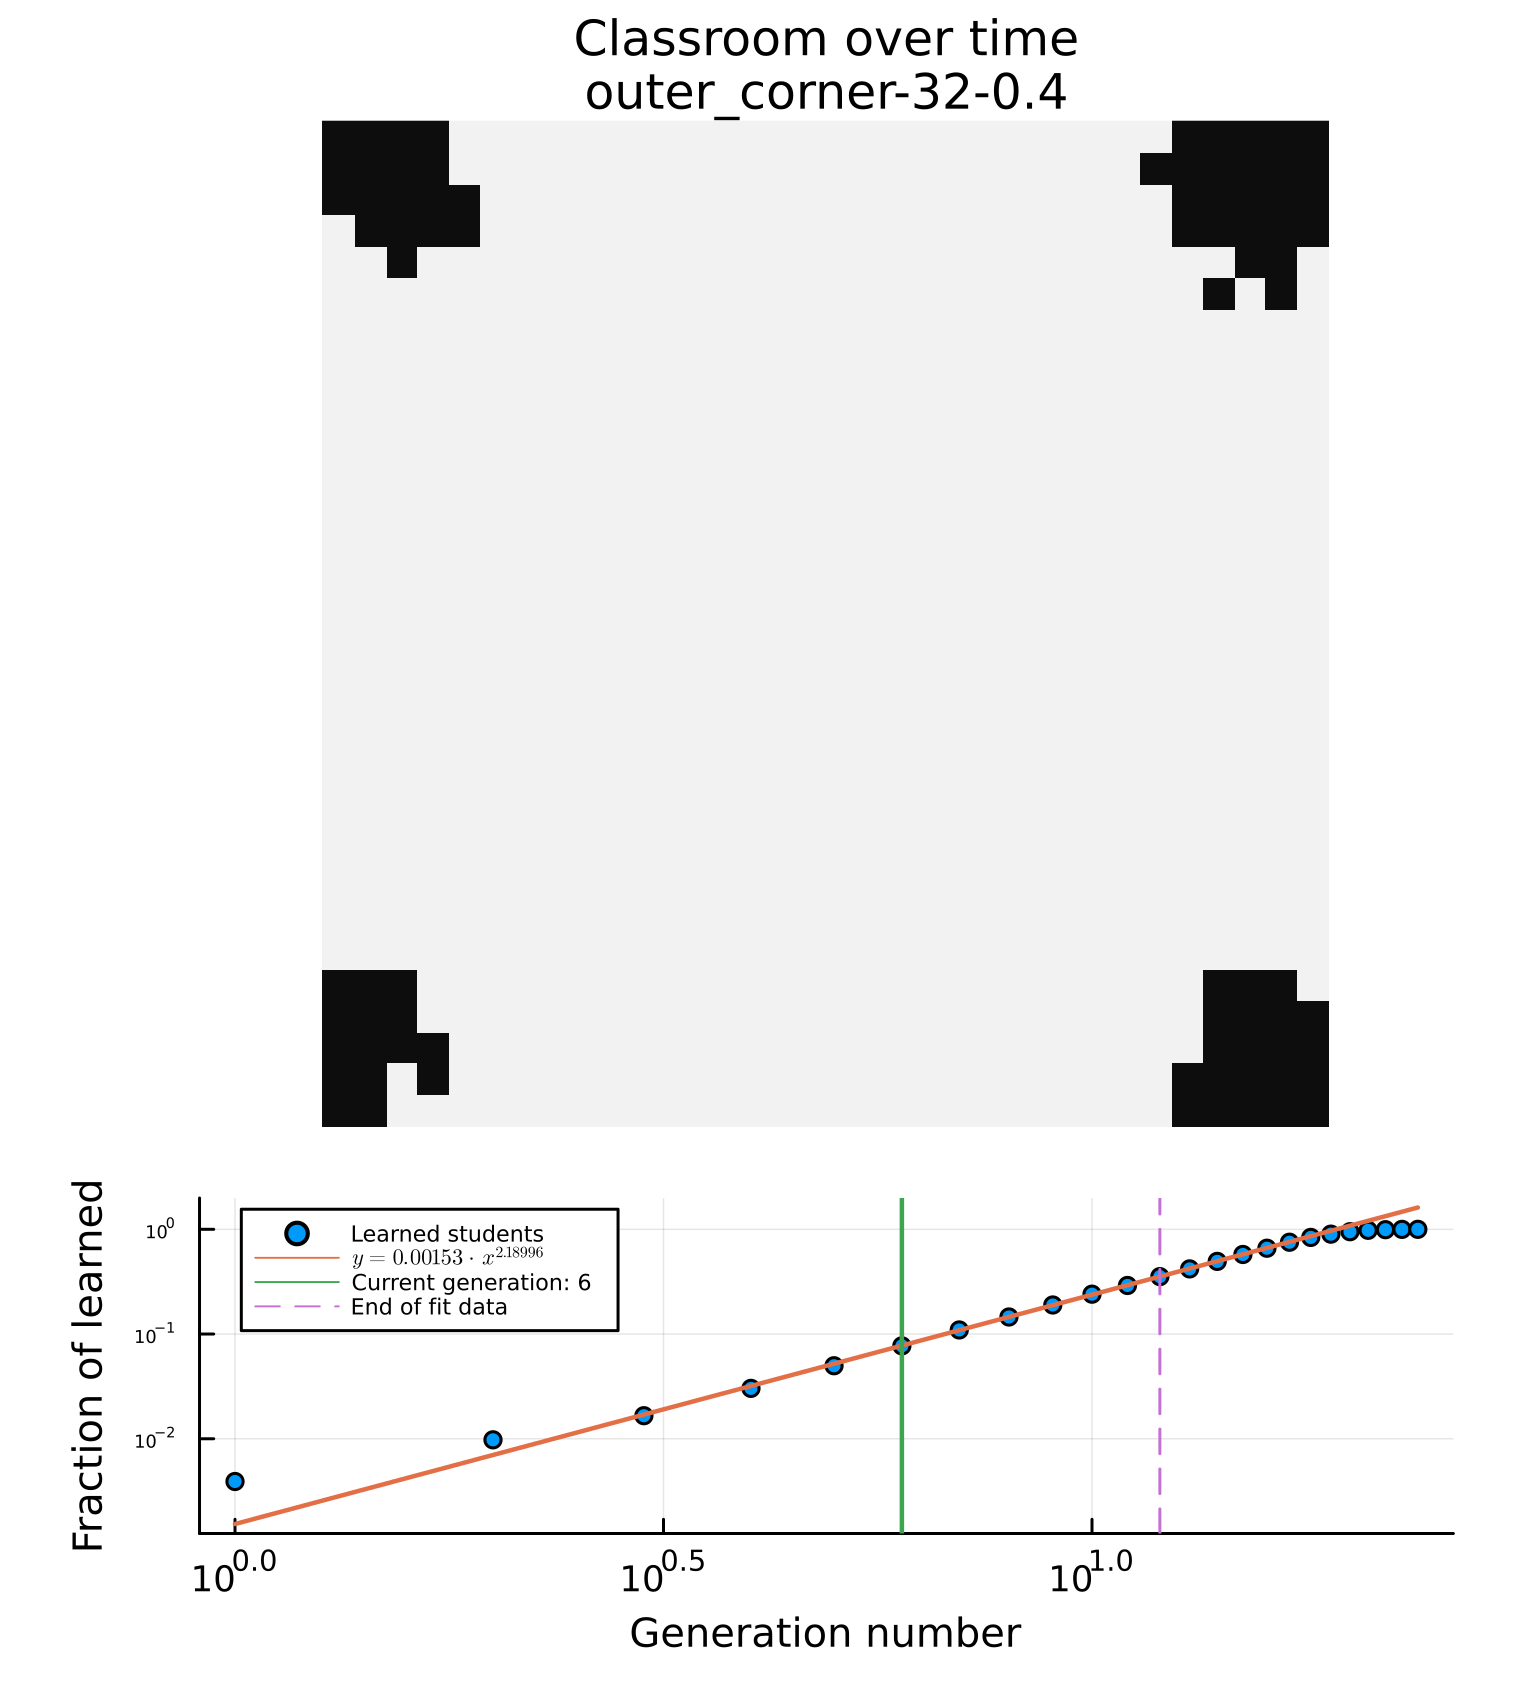 Classroom over time
outer_corner-32-0.4
Fraction of learned
10^0
10^−1
10^−2
Learned students
y = 0.00153 · x^2.18996
Current generation: 6
End of fit data
10^0.0
10^0.5
10^1.0
Generation number